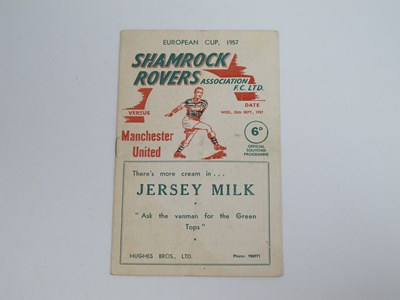 EUROPEAN CUP, 1957
SHAMROCK
ROVERS ASSOCIATION
F.C. LTD.
VERSUS
DATE
WED., 25th SEPT., 1957
Manchester
United
6D
OFFICIAL
SOUVENIR
PROGRAMME
There's more cream in . . .
JERSEY MILK
"Ask the vanman for the Green
Tops"
HUGHES BROS., LTD.
Phone: